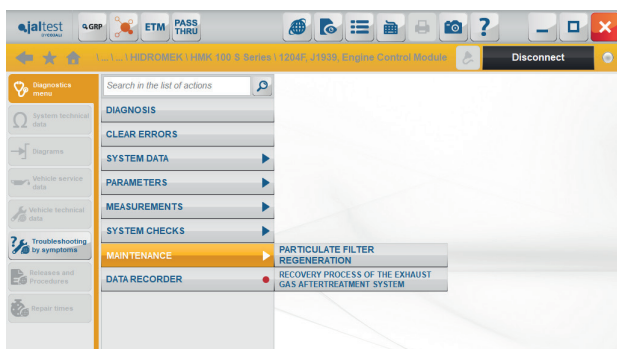 jaltest
by COJALI
GRP
ETM
PASS
THRU
?
\...\...\HIDROMEK\HMK 100 S Series\1204F, J1939, Engine Control Module
Disconnect
Diagnostics
menu
System technical
data
Diagrams
Vehicle service
data
Vehicle technical
data
Troubleshooting
by symptoms
Releases and
Procedures
Repair times
Search in the list of actions
DIAGNOSIS
CLEAR ERRORS
SYSTEM DATA
PARAMETERS
MEASUREMENTS
SYSTEM CHECKS
MAINTENANCE
DATA RECORDER
PARTICULATE FILTER
REGENERATION
RECOVERY PROCESS OF THE EXHAUST
GAS AFTERTREATMENT SYSTEM